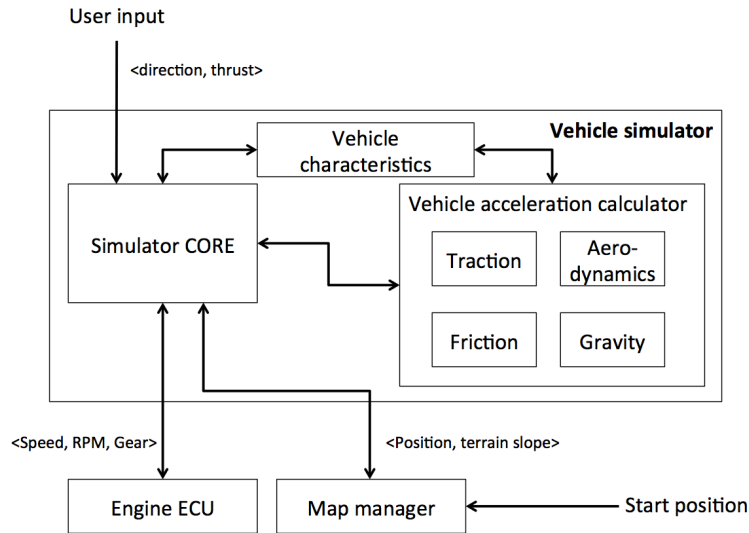 User input
<direction, thrust>
Vehicle simulator
Vehicle
characteristics
Simulator CORE
Vehicle acceleration calculator
Traction
Aero-
dynamics
Friction
Gravity
<Speed, RPM, Gear>
<Position, terrain slope>
Engine ECU
Map manager
Start position